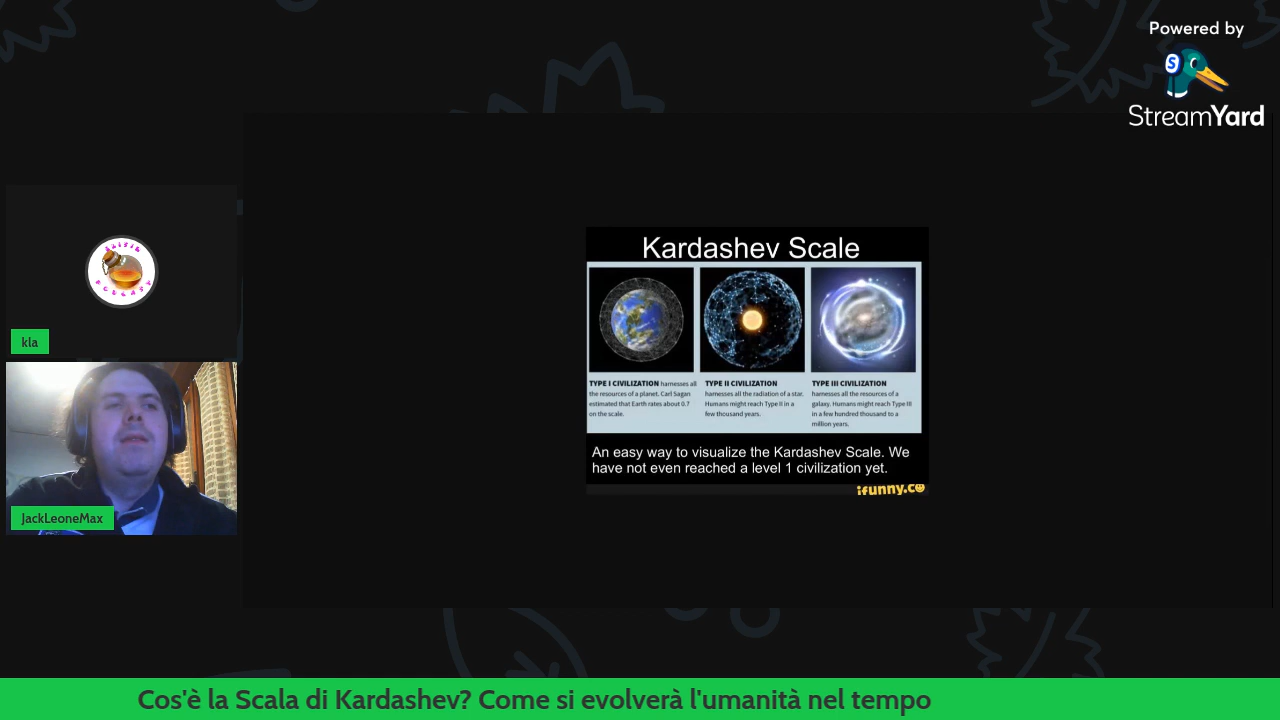 Powered by
S
StreamYard
kla
JackLeoneMax
Kardashev Scale
TYPE I CIVILIZATION harnesses all
the resources of a planet. Carl Sagan
estimated that Earth rates about 0.7
on the scale.
TYPE II CIVILIZATION
harnesses all the radiation of a star.
Humans might reach Type II in a
few thousand years.
TYPE III CIVILIZATION
harnesses all the resources of a
galaxy. Humans might reach Type III
in a few hundred thousand to a
million years.
An easy way to visualize the Kardashev Scale. We
have not even reached a level 1 civilization yet.
ifunny.co
Cos'è la Scala di Kardashev? Come si evolverà l'umanità nel tempo